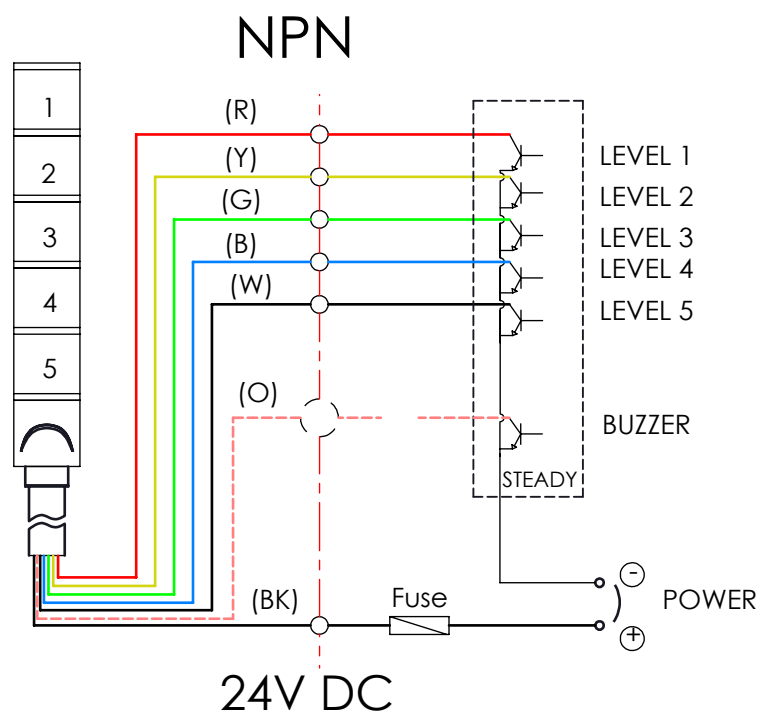 NPN
1
2
3
4
5
(R)
(Y)
(G)
(B)
(W)
(O)
(BK)
Fuse
LEVEL 1
LEVEL 2
LEVEL 3
LEVEL 4
LEVEL 5
BUZZER
STEADY
-
POWER
+
24V DC